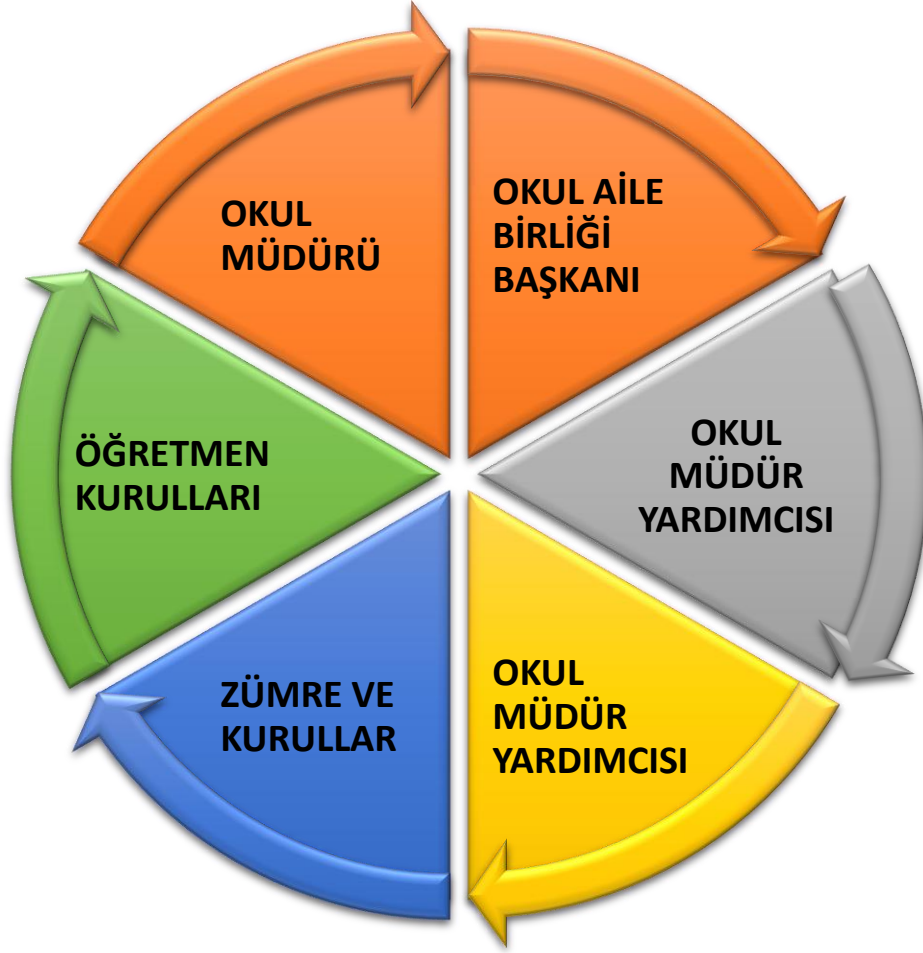 OKUL
MÜDÜRÜ
OKUL AİLE
BİRLİĞİ
BAŞKANI
OKUL
MÜDÜR
YARDIMCISI
OKUL
MÜDÜR
YARDIMCISI
ZÜMRE VE
KURULLAR
ÖĞRETMEN
KURULLARI